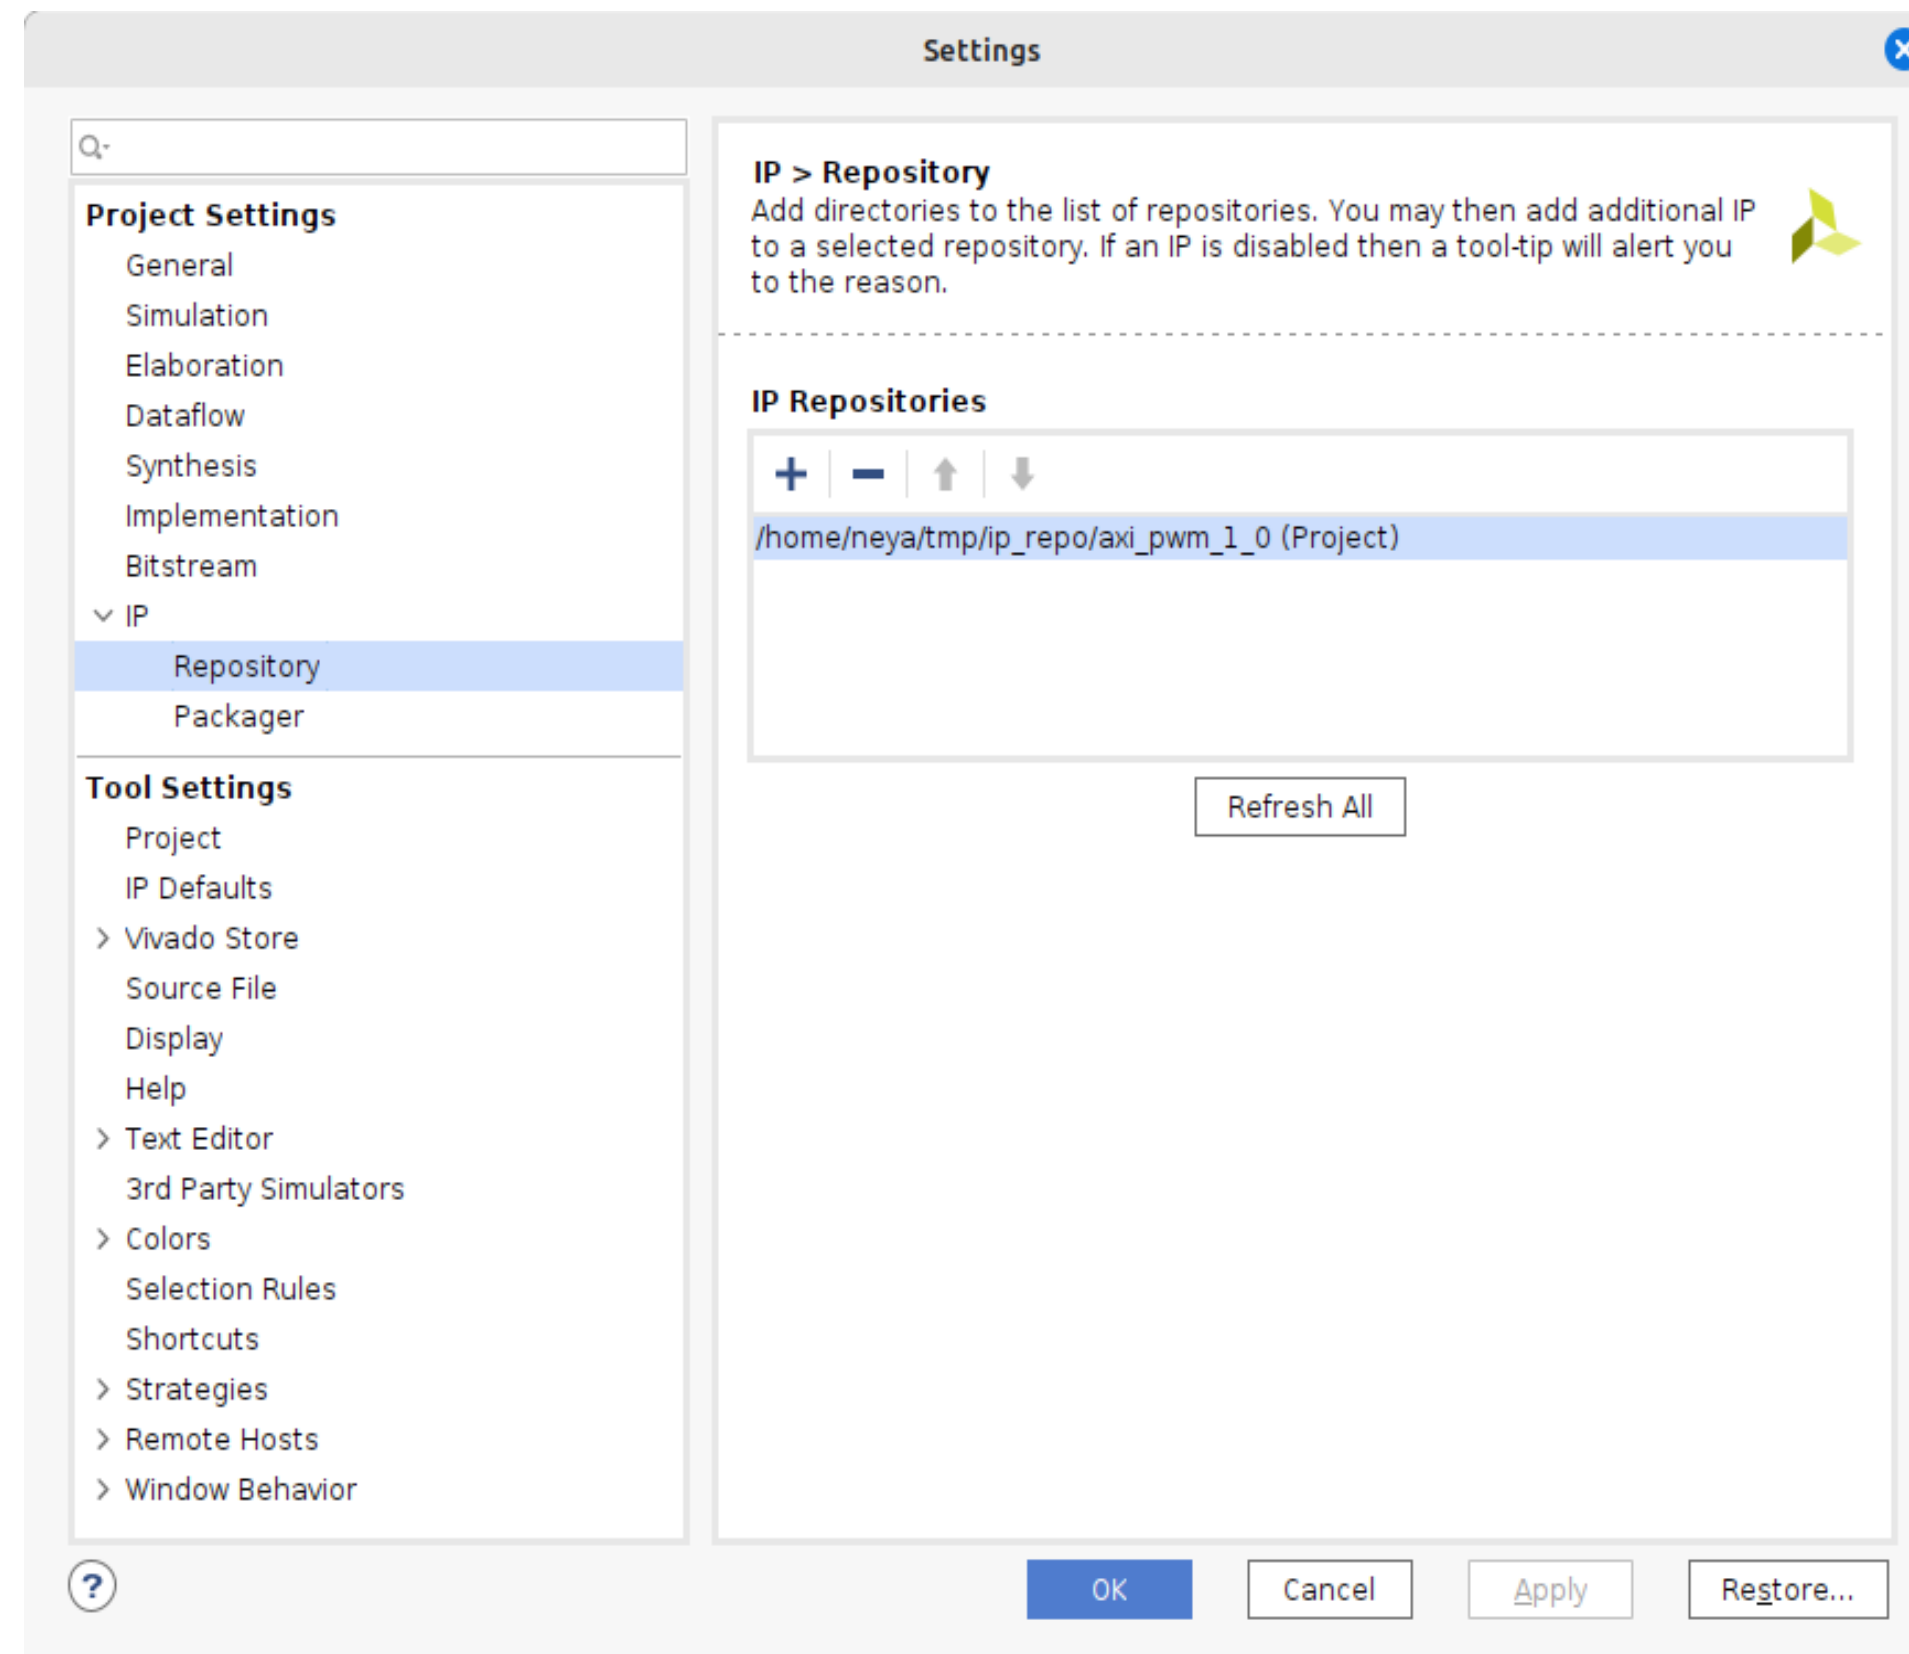 Settings
Project Settings
General
Simulation
Elaboration
Dataflow
Synthesis
Implementation
Bitstream
IP
Repository
Packager
Tool Settings
Project
IP Defaults
Vivado Store
Source File
Display
Help
Text Editor
3rd Party Simulators
Colors
Selection Rules
Shortcuts
Strategies
Remote Hosts
Window Behavior
IP > Repository
Add directories to the list of repositories. You may then add additional IP
to a selected repository. If an IP is disabled then a tool-tip will alert you
to the reason.
IP Repositories
/home/neya/tmp/ip_repo/axi_pwm_1_0 (Project)
Refresh All
?
OK
Cancel
Apply
Restore...